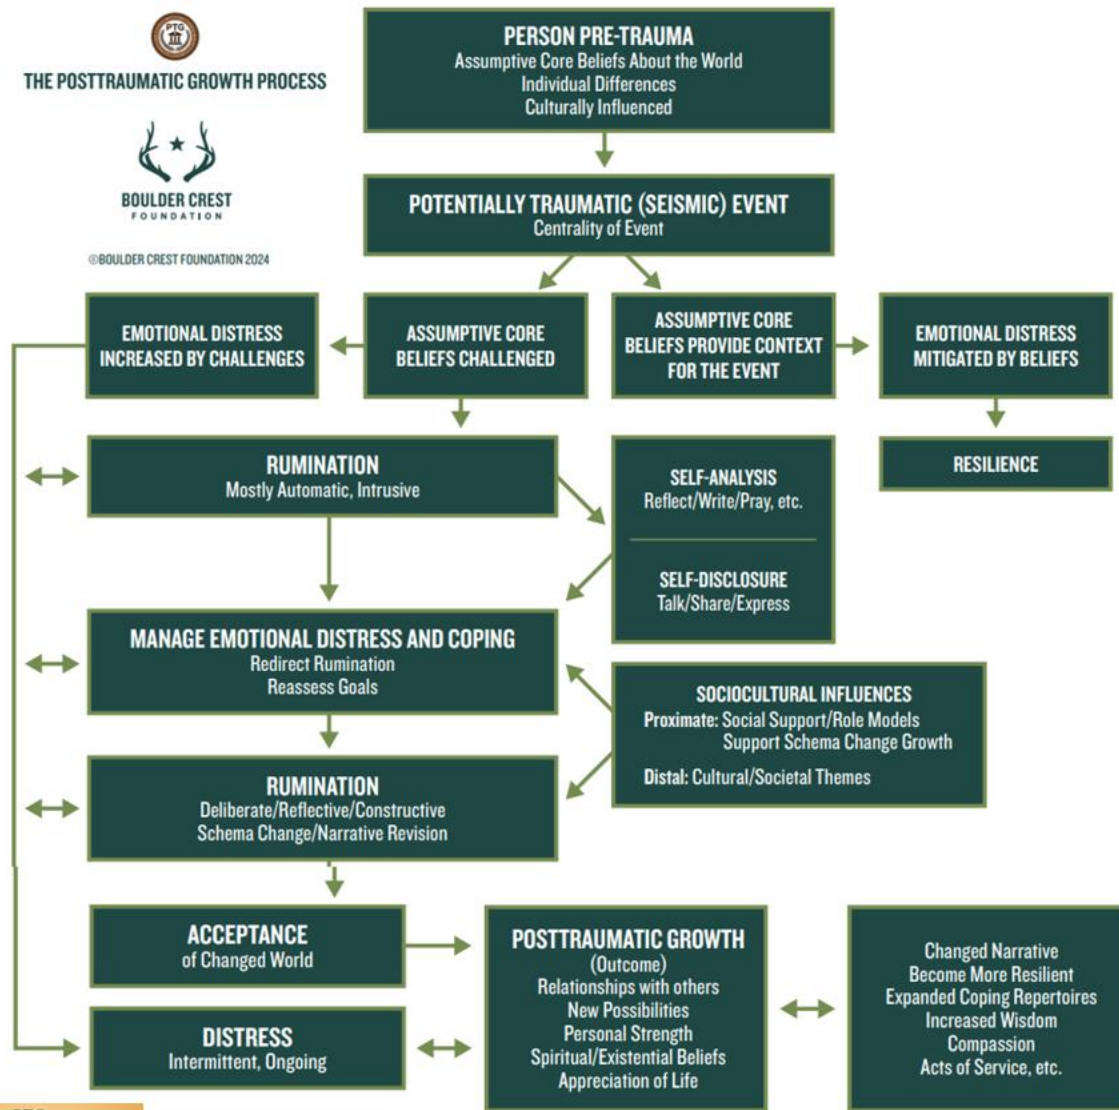 PTG
THE POSTTRAUMATIC GROWTH PROCESS
BOULDER CREST
FOUNDATION
©BOULDER CREST FOUNDATION 2024
PERSON PRE-TRAUMA
Assumptive Core Beliefs About the World
Individual Differences
Culturally Influenced
POTENTIALLY TRAUMATIC (SEISMIC) EVENT
Centrality of Event
EMOTIONAL DISTRESS
INCREASED BY CHALLENGES
ASSUMPTIVE CORE
BELIEFS CHALLENGED
ASSUMPTIVE CORE
BELIEFS PROVIDE CONTEXT
FOR THE EVENT
EMOTIONAL DISTRESS
MITIGATED BY BELIEFS
RESILIENCE
RUMINATION
Mostly Automatic, Intrusive
SELF-ANALYSIS
Reflect/Write/Pray, etc.
SELF-DISCLOSURE
Talk/Share/Express
MANAGE EMOTIONAL DISTRESS AND COPING
Redirect Rumination
Reassess Goals
SOCIOCULTURAL INFLUENCES
Proximate: Social Support/Role Models
Support Schema Change Growth
Distal: Cultural/Societal Themes
RUMINATION
Deliberate/Reflective/Constructive
Schema Change/Narrative Revision
ACCEPTANCE
of Changed World
DISTRESS
Intermittent, Ongoing
POSTTRAUMATIC GROWTH
(Outcome)
Relationships with others
New Possibilities
Personal Strength
Spiritual/Existential Beliefs
Appreciation of Life
Changed Narrative
Become More Resilient
Expanded Coping Repertoires
Increased Wisdom
Compassion
Acts of Service, etc.